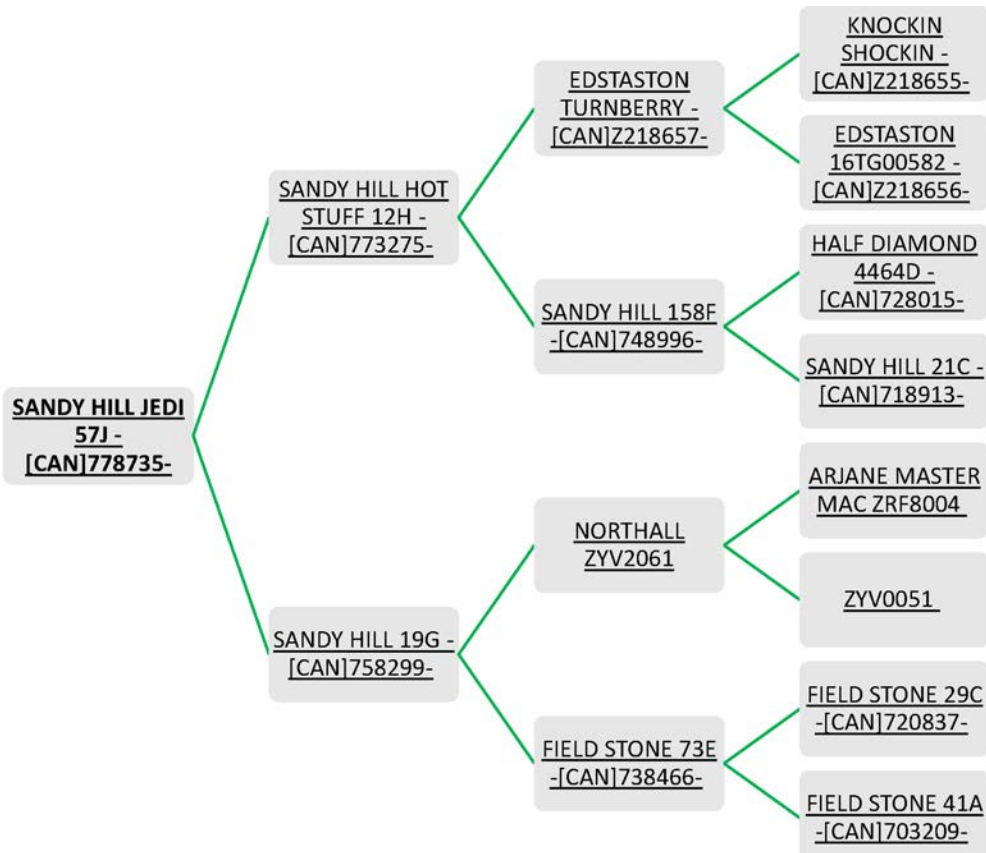 KNOCKIN
SHOCKIN -
[CAN]Z218655-
EDSTASTON
TURNBERRY -
[CAN]Z218657-
EDSTASTON
16TG00582 -
[CAN]Z218656-
SANDY HILL HOT
STUFF 12H -
[CAN]773275-
HALF DIAMOND
4464D -
[CAN]728015-
SANDY HILL 158F
-[CAN]748996-
SANDY HILL 21C -
[CAN]718913-
SANDY HILL JEDI
57J -
[CAN]778735-
ARJANE MASTER
MAC ZRF8004
NORTHALL
ZYV2061
ZYV0051
SANDY HILL 19G -
[CAN]758299-
FIELD STONE 29C
-[CAN]720837-
FIELD STONE 73E
-[CAN]738466-
FIELD STONE 41A
-[CAN]703209-